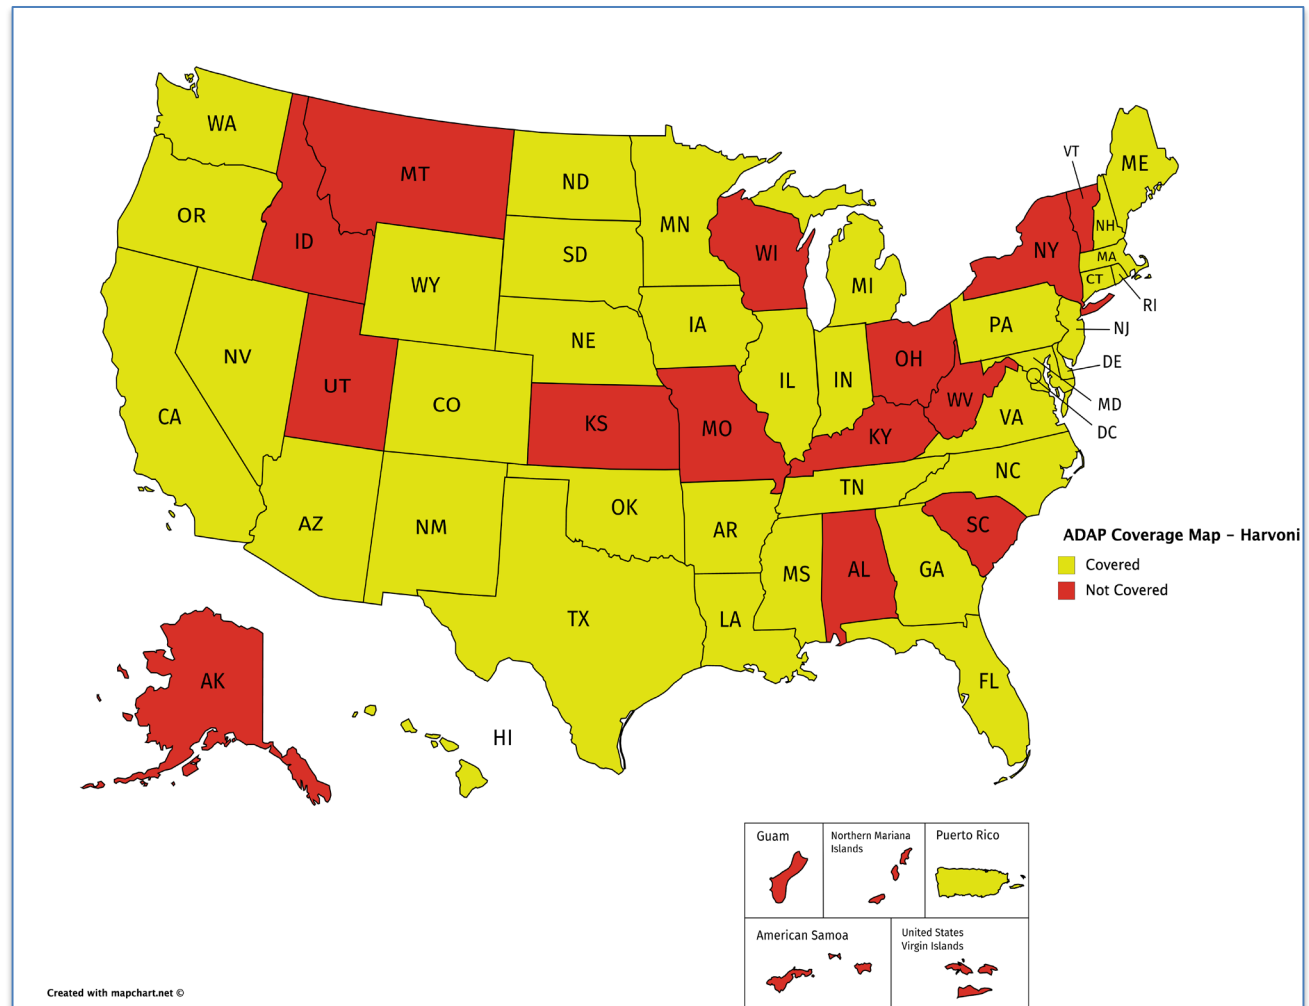 WA
MT
ME
VT
ND
OR
MN
NH
ID
NY
WI
SD
MA
WY
CT
MI
RI
IA
PA
NJ
NE
NV
OH
DE
UT
IL
IN
WV
CO
MD
CA
VA
KS
MO
KY
DC
NC
TN
OK
AZ
NM
AR
SC
ADAP Coverage Map – Harvoni
Covered
Not Covered
MS
AL
GA
TX
LA
AK
FL
HI
Guam
Northern Mariana
Islands
Puerto Rico
American Samoa
United States
Virgin Islands
Created with mapchart.net ©